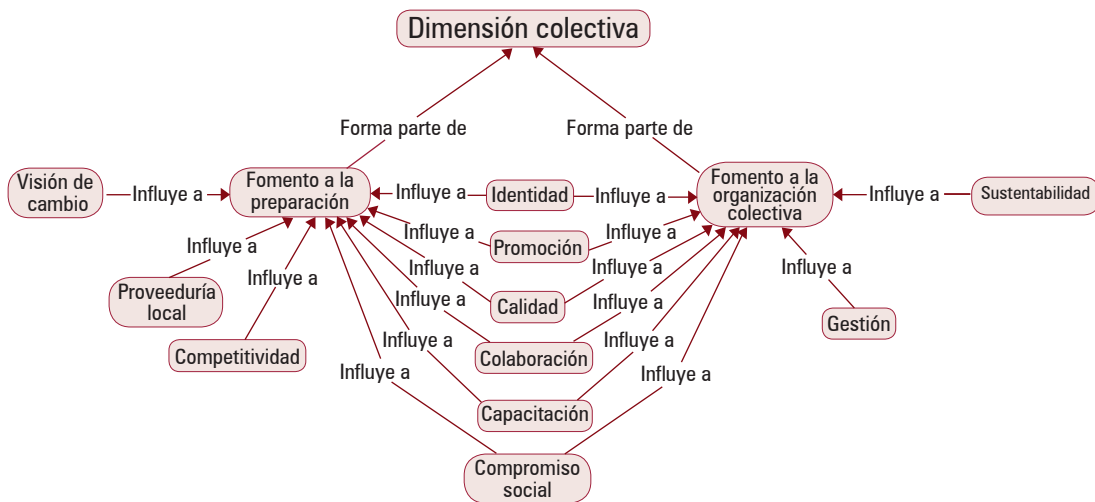 Dimensión colectiva
Forma parte de
Forma parte de
Visión de
cambio
Influye a
Fomento a la
preparación
Influye a
Identidad
Influye a
Fomento a la
organización
colectiva
Influye a
Sustentabilidad
Influye a
Influye a
Promoción
Influye a
Influye a
Influye a
Influye a
Influye a
Influye a
Proveeduría
local
Calidad
Influye a
Influye a
Gestión
Competitividad
Influye a
Colaboración
Influye a
Influye a
Influye a
Capacitación
Compromiso
social